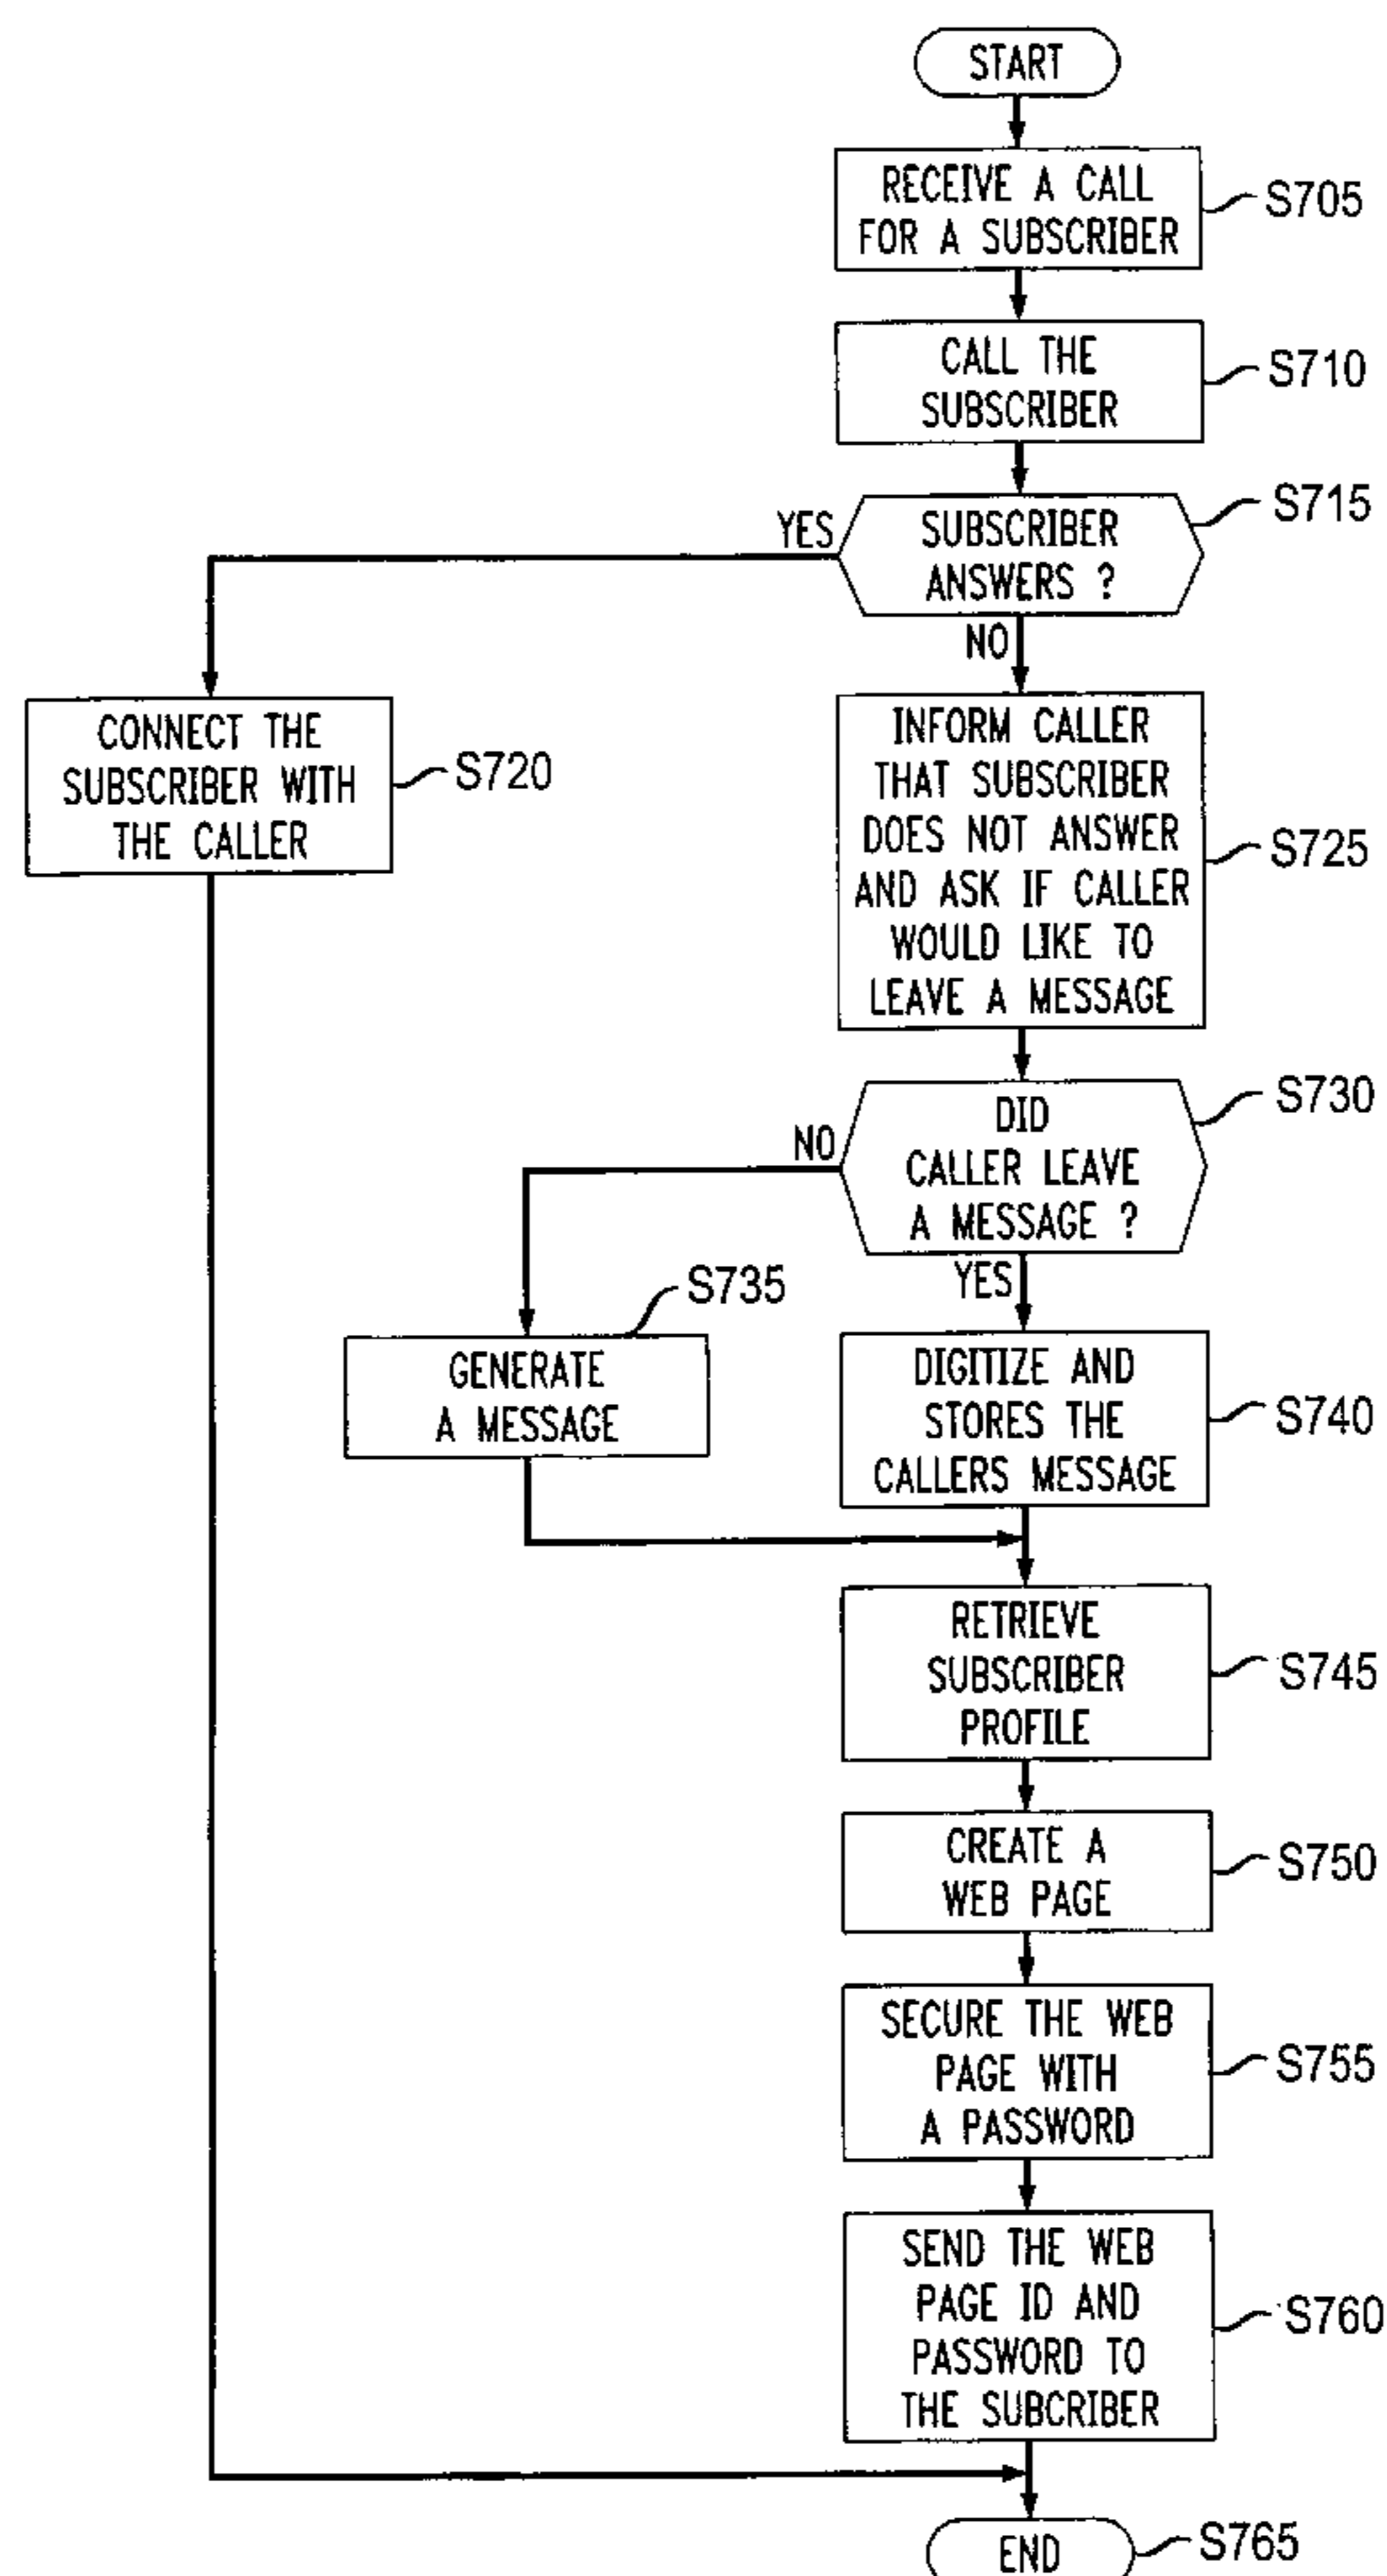 START
RECEIVE A CALL
FOR A SUBSCRIBER
S705
CALL THE
SUBSCRIBER
S710
SUBSCRIBER
ANSWERS ?
S715
YES
NO
CONNECT THE
SUBSCRIBER WITH
THE CALLER
S720
INFORM CALLER
THAT SUBSCRIBER
DOES NOT ANSWER
AND ASK IF CALLER
WOULD LIKE TO
LEAVE A MESSAGE
S725
DID
CALLER LEAVE
A MESSAGE ?
S730
NO
YES
GENERATE
A MESSAGE
S735
DIGITIZE AND
STORES THE
CALLERS MESSAGE
S740
RETRIEVE
SUBSCRIBER
PROFILE
S745
CREATE A
WEB PAGE
S750
SECURE THE WEB
PAGE WITH
A PASSWORD
S755
SEND THE WEB
PAGE ID AND
PASSWORD TO
THE SUBCRIBER
S760
END
S765